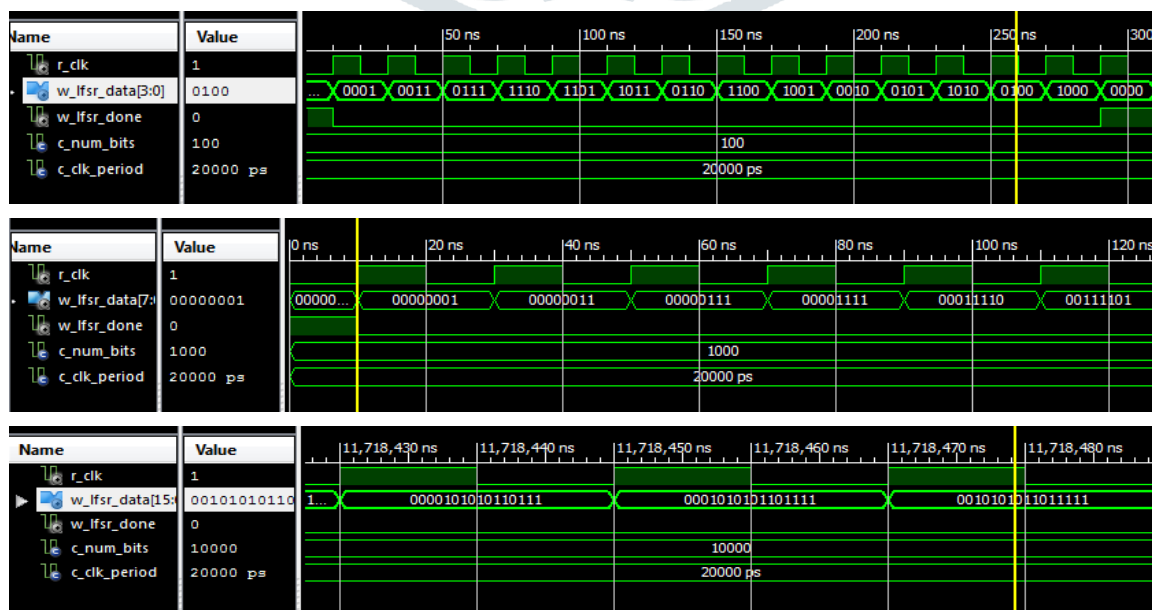 Name Value 50 ns 100 ns 150 ns 200 ns 250 ns 300
r_clk 1
w_lfsr_data[3:0] 0100 ... 0001 0011 0111 1110 1101 1011 0110 1100 1001 0010 0101 1010 0100 1000 0000
w_lfsr_done 0
c_num_bits 100 100
c_clk_period 20000 ps 20000 ps
Name Value 0 ns 20 ns 40 ns 60 ns 80 ns 100 ns 120 ns
r_clk 1
w_lfsr_data[7: 00000001 00000... 00000001 00000011 00000111 00001111 00011110 00111101
w_lfsr_done 0
c_num_bits 1000 1000
c_clk_period 20000 ps 20000 ps
Name Value 11,718,430 ns 11,718,440 ns 11,718,450 ns 11,718,460 ns 11,718,470 ns 11,718,480 ns
r_clk 1
w_lfsr_data[15: 00101010110 1... 0000101010110111 0001010101101111 0010101011011111
w_lfsr_done 0
c_num_bits 10000 10000
c_clk_period 20000 ps 20000 ps